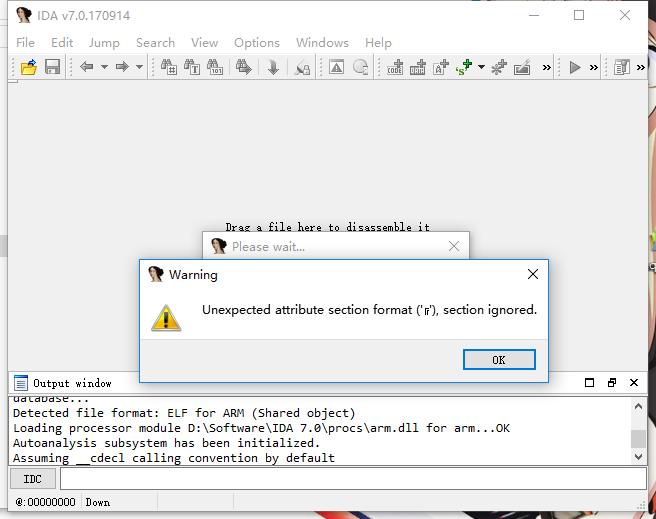 IDA v7.0.170914
File Edit Jump Search View Options Windows Help
Drag a file here to disassemble it
Please wait...
Warning
Unexpected attribute section format ('╓'), section ignored.
OK
Output window
database...
Detected file format: ELF for ARM (Shared object)
Loading processor module D:\Software\IDA 7.0\procs\arm.dll for arm...OK
Autoanalysis subsystem has been initialized.
Assuming __cdecl calling convention by default
IDC
@:00000000 Down